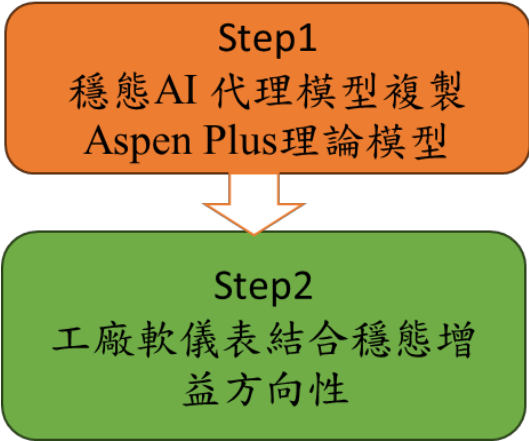 Step1
穩態AI 代理模型複製
Aspen Plus理論模型
Step2
工廠軟儀表結合穩態增
益方向性